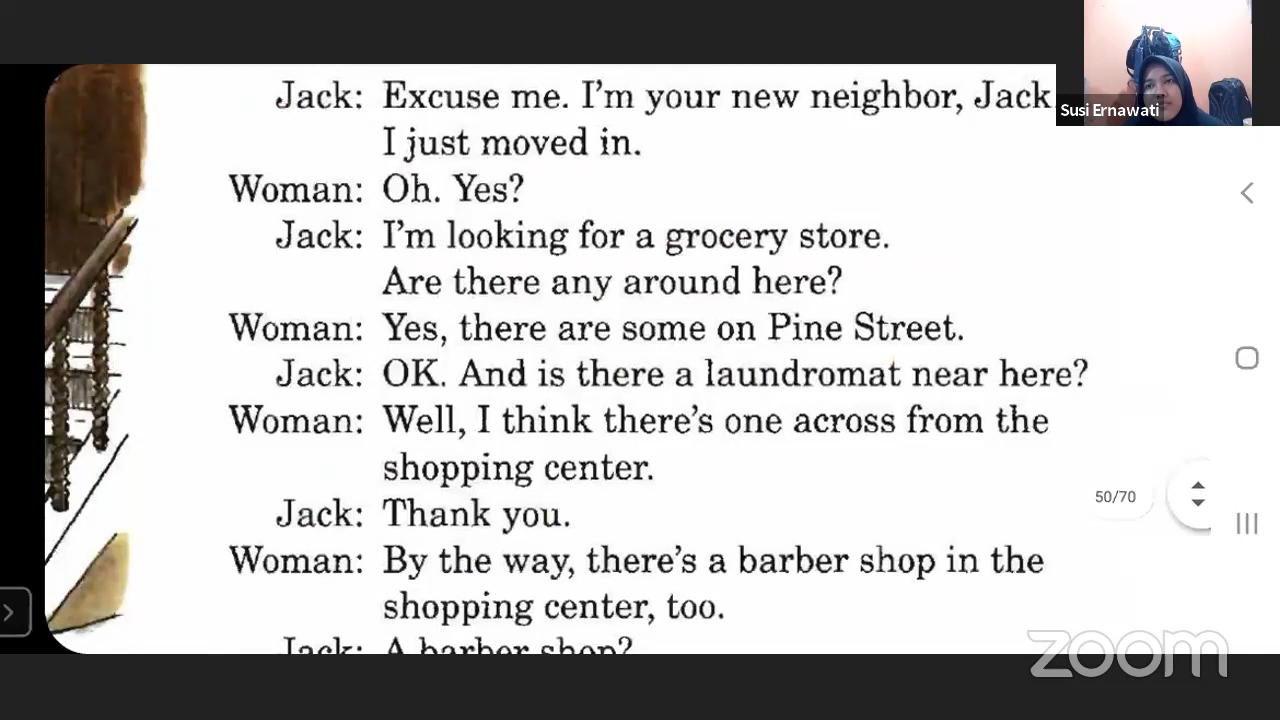 Jack: Excuse me. I'm your new neighbor, Jack
I just moved in.
Woman: Oh. Yes?
Jack: I'm looking for a grocery store.
Are there any around here?
Woman: Yes, there are some on Pine Street.
Jack: OK. And is there a laundromat near here?
Woman: Well, I think there's one across from the
shopping center.
Jack: Thank you.
Woman: By the way, there's a barber shop in the
shopping center, too.
Jack: A barber shop?
Susi Ernawati
50/70
zoom